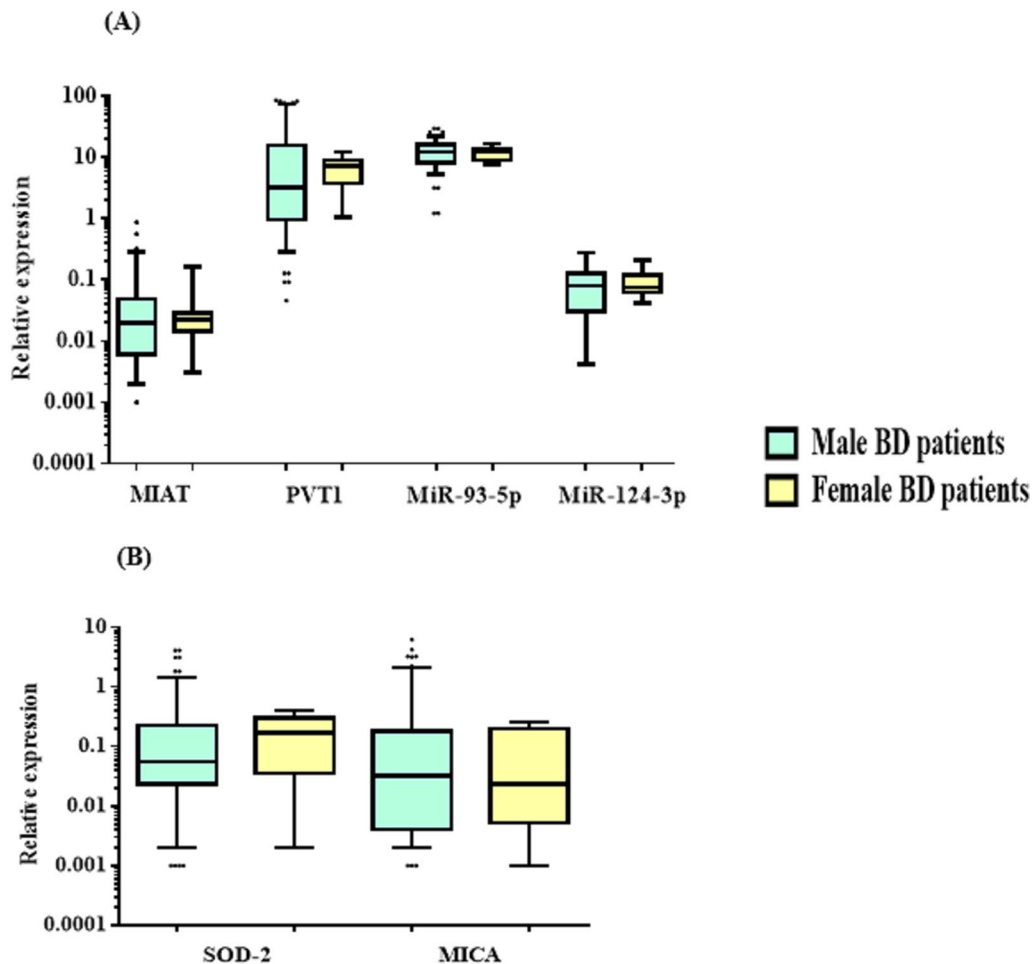 (A)
100
10
1
0.1
0.01
0.001
0.0001
Relative expression
MIAT PVT1 MiR-93-5p MiR-124-3p
Male BD patients
Female BD patients
(B)
10
1
0.1
0.01
0.001
0.0001
Relative expression
SOD-2 MICA